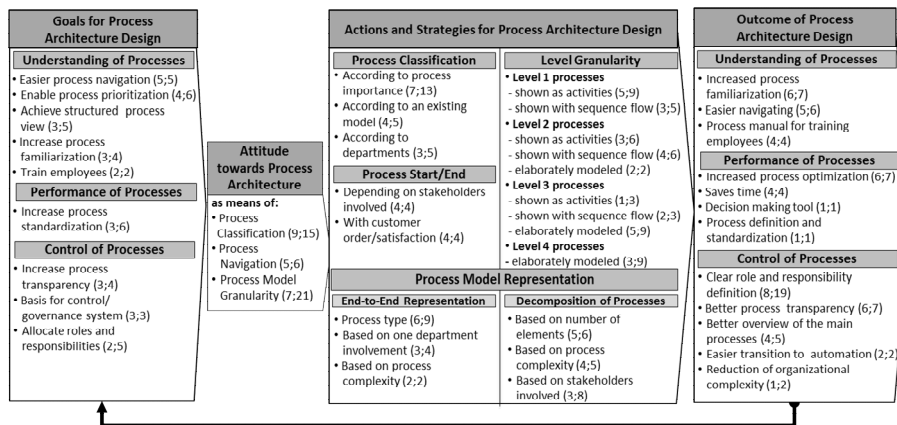 Goals for Process
Architecture Design
Understanding of Processes
• Easier process navigation (5;5)
• Enable process prioritization (4;6)
• Achieve structured process
view (3;5)
• Increase process
familiarization (3;4)
• Train employees (2;2)
Performance of Processes
• Increase process
standardization (3;6)
Control of Processes
• Increase process
transparency (3;4)
• Basis for control/
governance system (3;3)
• Allocate roles and
responsibilities (2;5)
Attitude
towards Process
Architecture
as means of:
• Process
Classification (9;15)
• Process
Navigation (5;6)
• Process Model
Granularity (7;21)
Actions and Strategies for Process Architecture Design
Process Classification
• According to process
importance (7;13)
• According to an existing
model (4;5)
• According to
departments (3;5)
Process Start/End
• Depending on stakeholders
involved (4;4)
• With customer
order/satisfaction (4;4)
Level Granularity
• Level 1 processes
- shown as activities (5;9)
- shown with sequence flow (3;5)
• Level 2 processes
- shown as activities (3;6)
- shown with sequence flow (4;6)
- elaborately modeled (2;2)
• Level 3 processes
- shown as activities (1;3)
- shown with sequence flow (2;3)
- elaborately modeled (5;9)
• Level 4 processes
- elaborately modeled (3;9)
Process Model Representation
End-to-End Representation
• Process type (6;9)
• Based on one department
involvement (3;4)
• Based on process
complexity (2;2)
Decomposition of Processes
• Based on number of
elements (5;6)
• Based on process
complexity (4;5)
• Based on stakeholders
involved (3;8)
Outcome of Process
Architecture Design
Understanding of Processes
• Increased process
familiarization (6;7)
• Easier navigating (5;6)
• Process manual for training
employees (4;4)
Performance of Processes
• Increased process optimization (6;7)
• Saves time (4;4)
• Decision making tool (1;1)
• Process definition and
standardization (1;1)
Control of Processes
• Clear role and responsibility
definition (8;19)
• Better process transparency (6;7)
• Better overview of the main
processes (4;5)
• Easier transition to automation (2;2)
• Reduction of organizational
complexity (1;2)